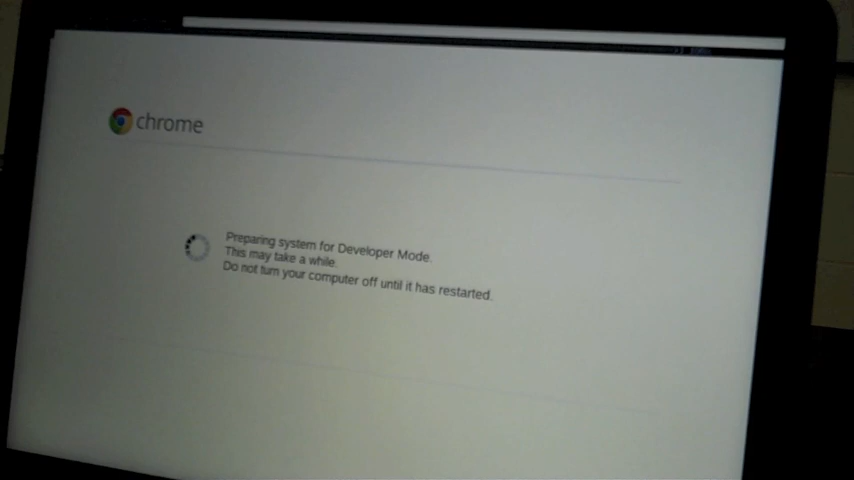 chrome
Preparing system for Developer Mode.
This may take a while.
Do not turn your computer off until it has restarted.